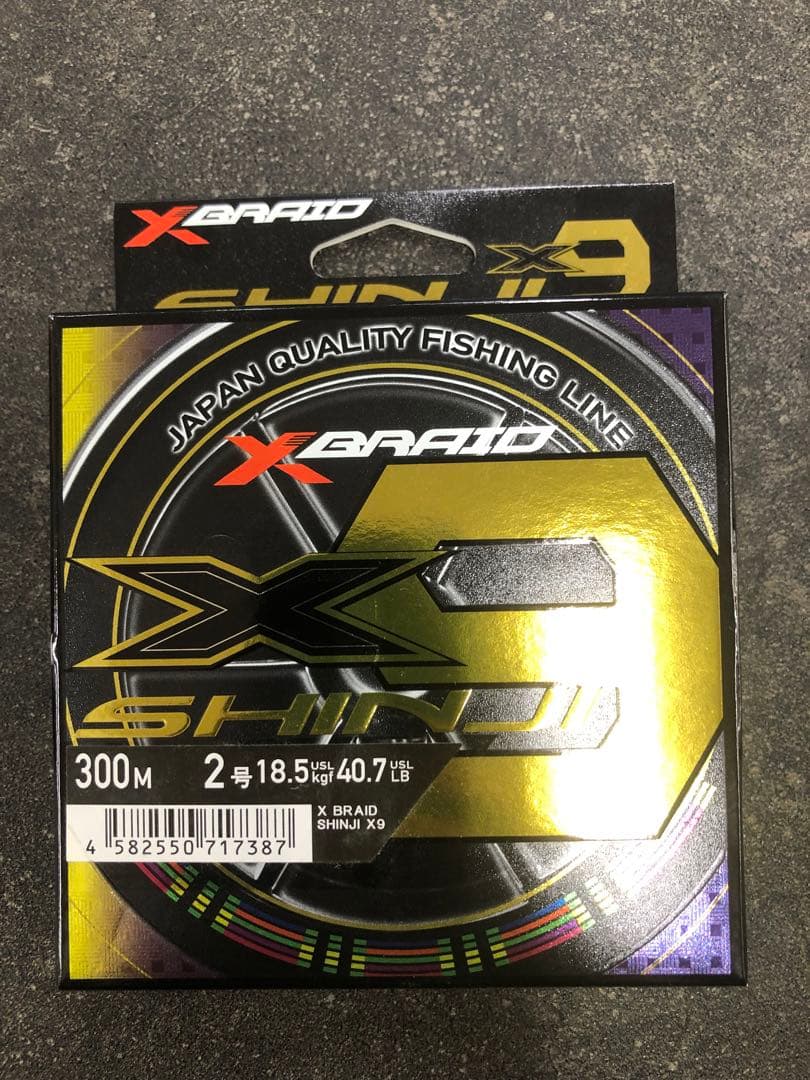 XBRAID
X9
SHINJI
JAPAN QUALITY FISHING LINE
XBRAID
X9
SHINJI
300M 2号 18.5 USL kgf 40.7 USL LB
X BRAID
SHINJI X9
4 582550 717387